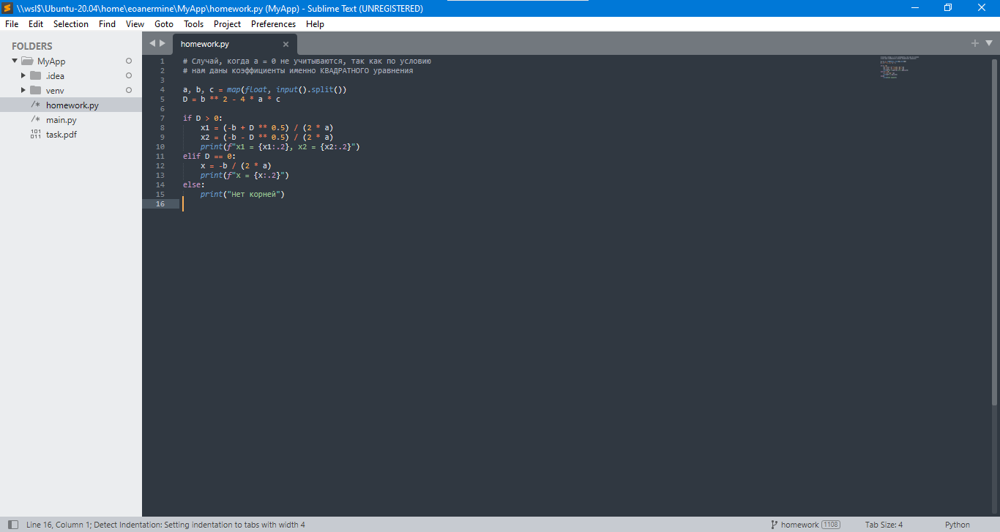 \\wsl$\Ubuntu-20.04\home\eoanermine\MyApp\homework.py (MyApp) - Sublime Text (UNREGISTERED)
File Edit Selection Find View Goto Tools Project Preferences Help
FOLDERS
MyApp
.idea
venv
/* homework.py
/* main.py
101 011 task.pdf
homework.py
1 # Случай, когда a = 0 не учитываются, так как по условию
2 # нам даны коэффициенты именно КВАДРАТНОГО уравнения
3
4 a, b, c = map(float, input().split())
5 D = b ** 2 - 4 * a * c
6
7 if D > 0:
8     x1 = (-b + D ** 0.5) / (2 * a)
9     x2 = (-b - D ** 0.5) / (2 * a)
10     print(f"x1 = {x1:.2}, x2 = {x2:.2}")
11 elif D == 0:
12     x = -b / (2 * a)
13     print(f"x = {x:.2}")
14 else:
15     print("Нет корней")
16
Line 16, Column 1; Detect Indentation: Setting indentation to tabs with width 4
homework 1108
Tab Size: 4
Python